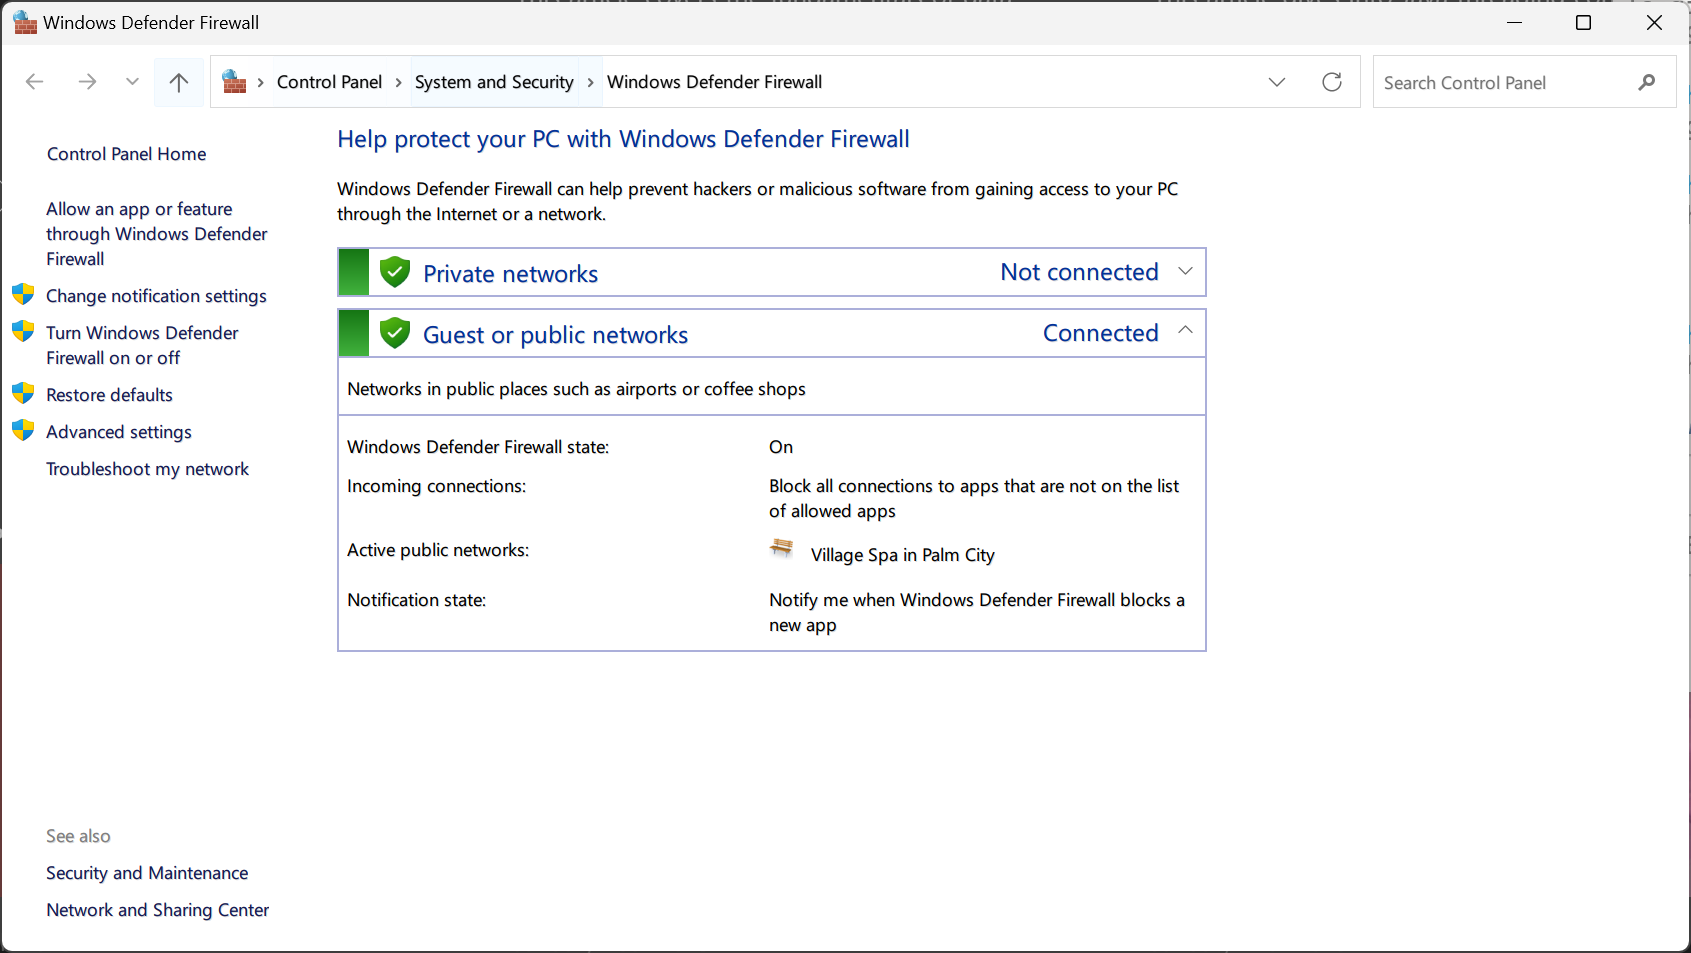 Windows Defender Firewall
Control Panel
System and Security
Windows Defender Firewall
Search Control Panel
Control Panel Home
Allow an app or feature
through Windows Defender
Firewall
Change notification settings
Turn Windows Defender
Firewall on or off
Restore defaults
Advanced settings
Troubleshoot my network
See also
Security and Maintenance
Network and Sharing Center
Help protect your PC with Windows Defender Firewall
Windows Defender Firewall can help prevent hackers or malicious software from gaining access to your PC
through the Internet or a network.
Private networks
Not connected
Guest or public networks
Connected
Networks in public places such as airports or coffee shops
Windows Defender Firewall state:
On
Incoming connections:
Block all connections to apps that are not on the list
of allowed apps
Active public networks:
Village Spa in Palm City
Notification state:
Notify me when Windows Defender Firewall blocks a
new app